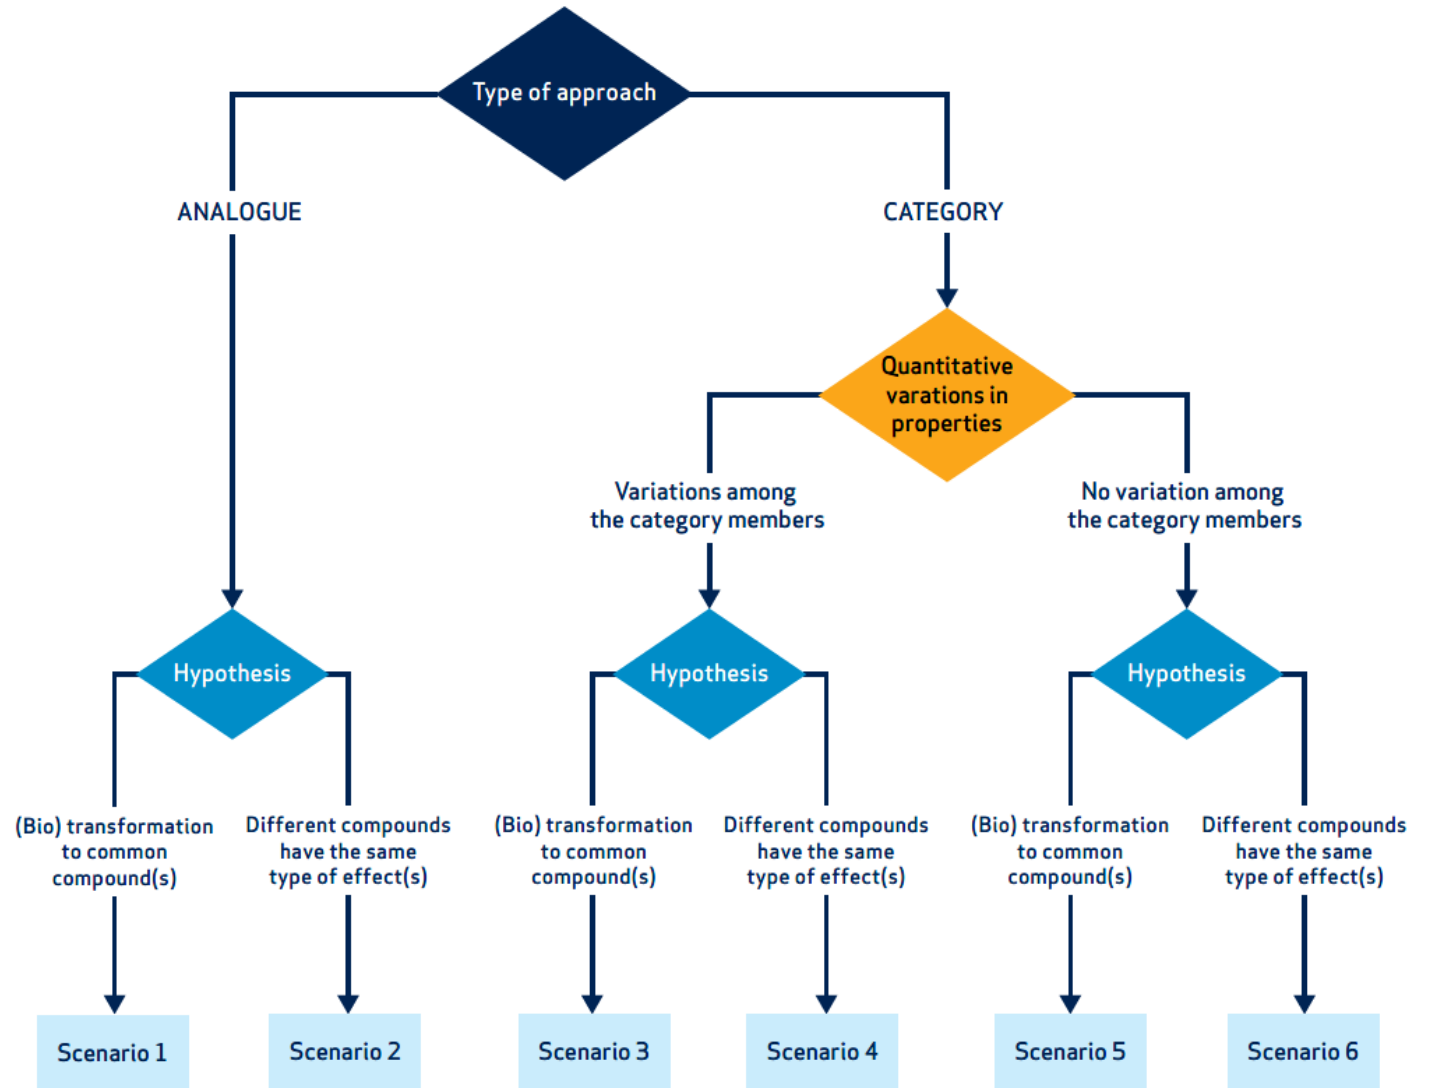 Type of approach
ANALOGUE
CATEGORY
Quantitative
varations in
properties
Variations among
the category members
No variation among
the category members
Hypothesis
Hypothesis
Hypothesis
(Bio) transformation
to common
compound(s)
Different compounds
have the same
type of effect(s)
(Bio) transformation
to common
compound(s)
Different compounds
have the same
type of effect(s)
(Bio) transformation
to common
compound(s)
Different compounds
have the same
type of effect(s)
Scenario 1
Scenario 2
Scenario 3
Scenario 4
Scenario 5
Scenario 6